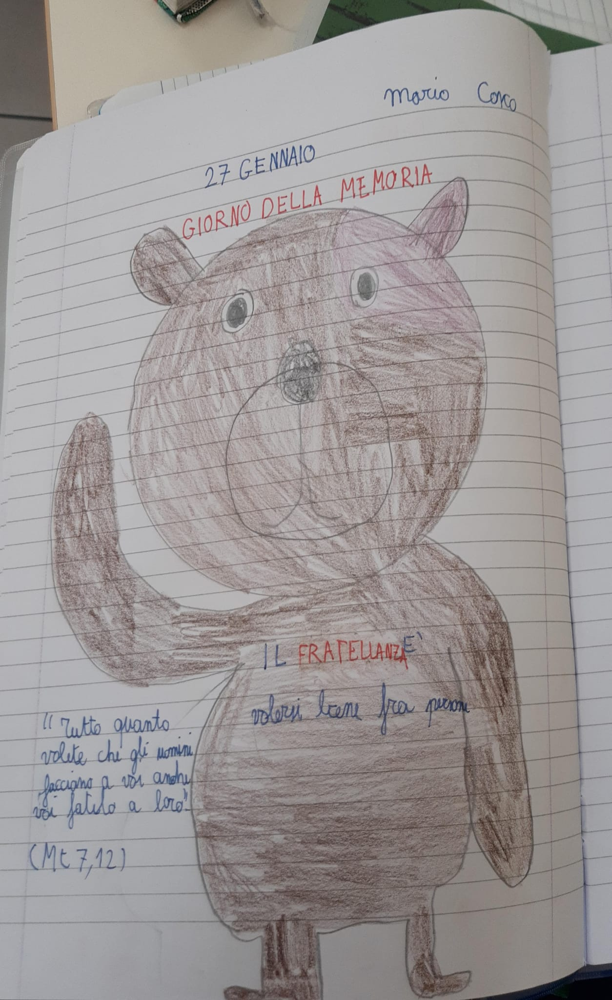 Mario Cosco
27 GENNAIO
GIORNO DELLA MEMORIA
IL FRATELLANZA E'
volersi bene fra persone
"Tutto quanto
volete che gli uomini
facciano a voi anche
voi fatelo a loro"
(Mt 7,12)